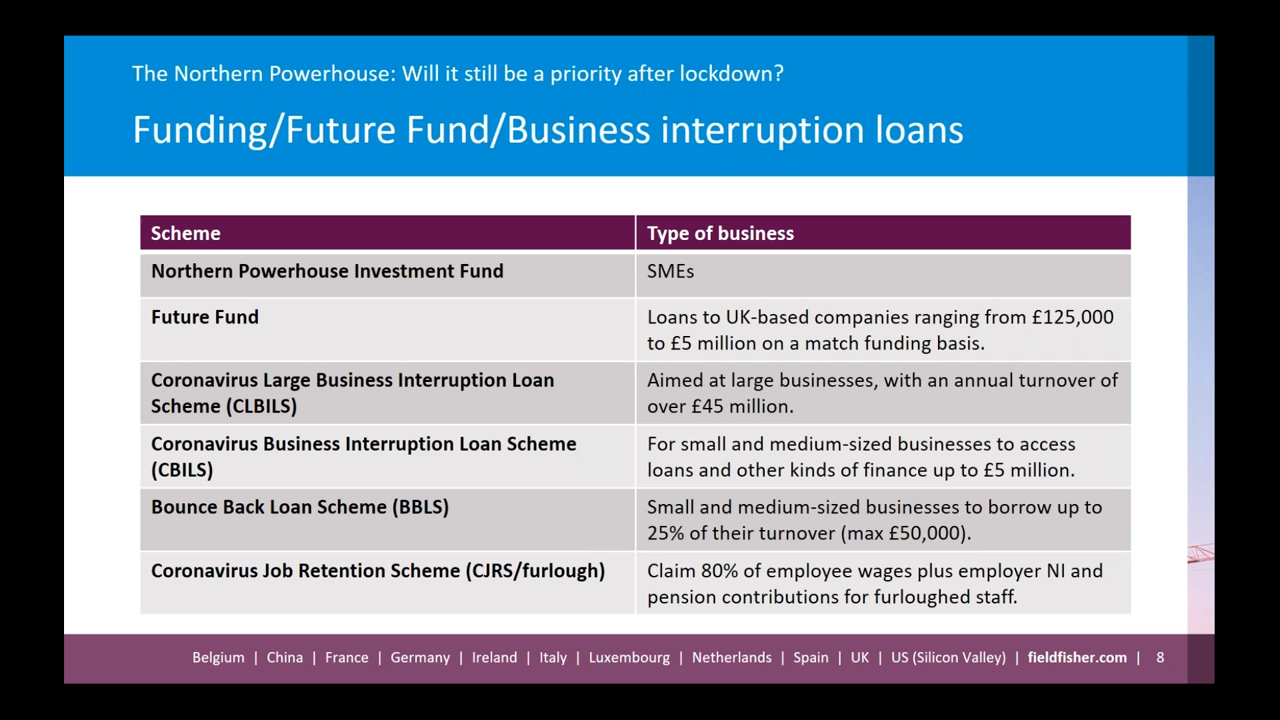 The Northern Powerhouse: Will it still be a priority after lockdown?
Funding/Future Fund/Business interruption loans
Scheme
Type of business
Northern Powerhouse Investment Fund
SMEs
Future Fund
Loans to UK-based companies ranging from £125,000
to £5 million on a match funding basis.
Coronavirus Large Business Interruption Loan
Scheme (CLBILS)
Aimed at large businesses, with an annual turnover of
over £45 million.
Coronavirus Business Interruption Loan Scheme
(CBILS)
For small and medium-sized businesses to access
loans and other kinds of finance up to £5 million.
Bounce Back Loan Scheme (BBLS)
Small and medium-sized businesses to borrow up to
25% of their turnover (max £50,000).
Coronavirus Job Retention Scheme (CJRS/furlough)
Claim 80% of employee wages plus employer NI and
pension contributions for furloughed staff.
Belgium | China | France | Germany | Ireland | Italy | Luxembourg | Netherlands | Spain | UK | US (Silicon Valley) | fieldfisher.com | 8